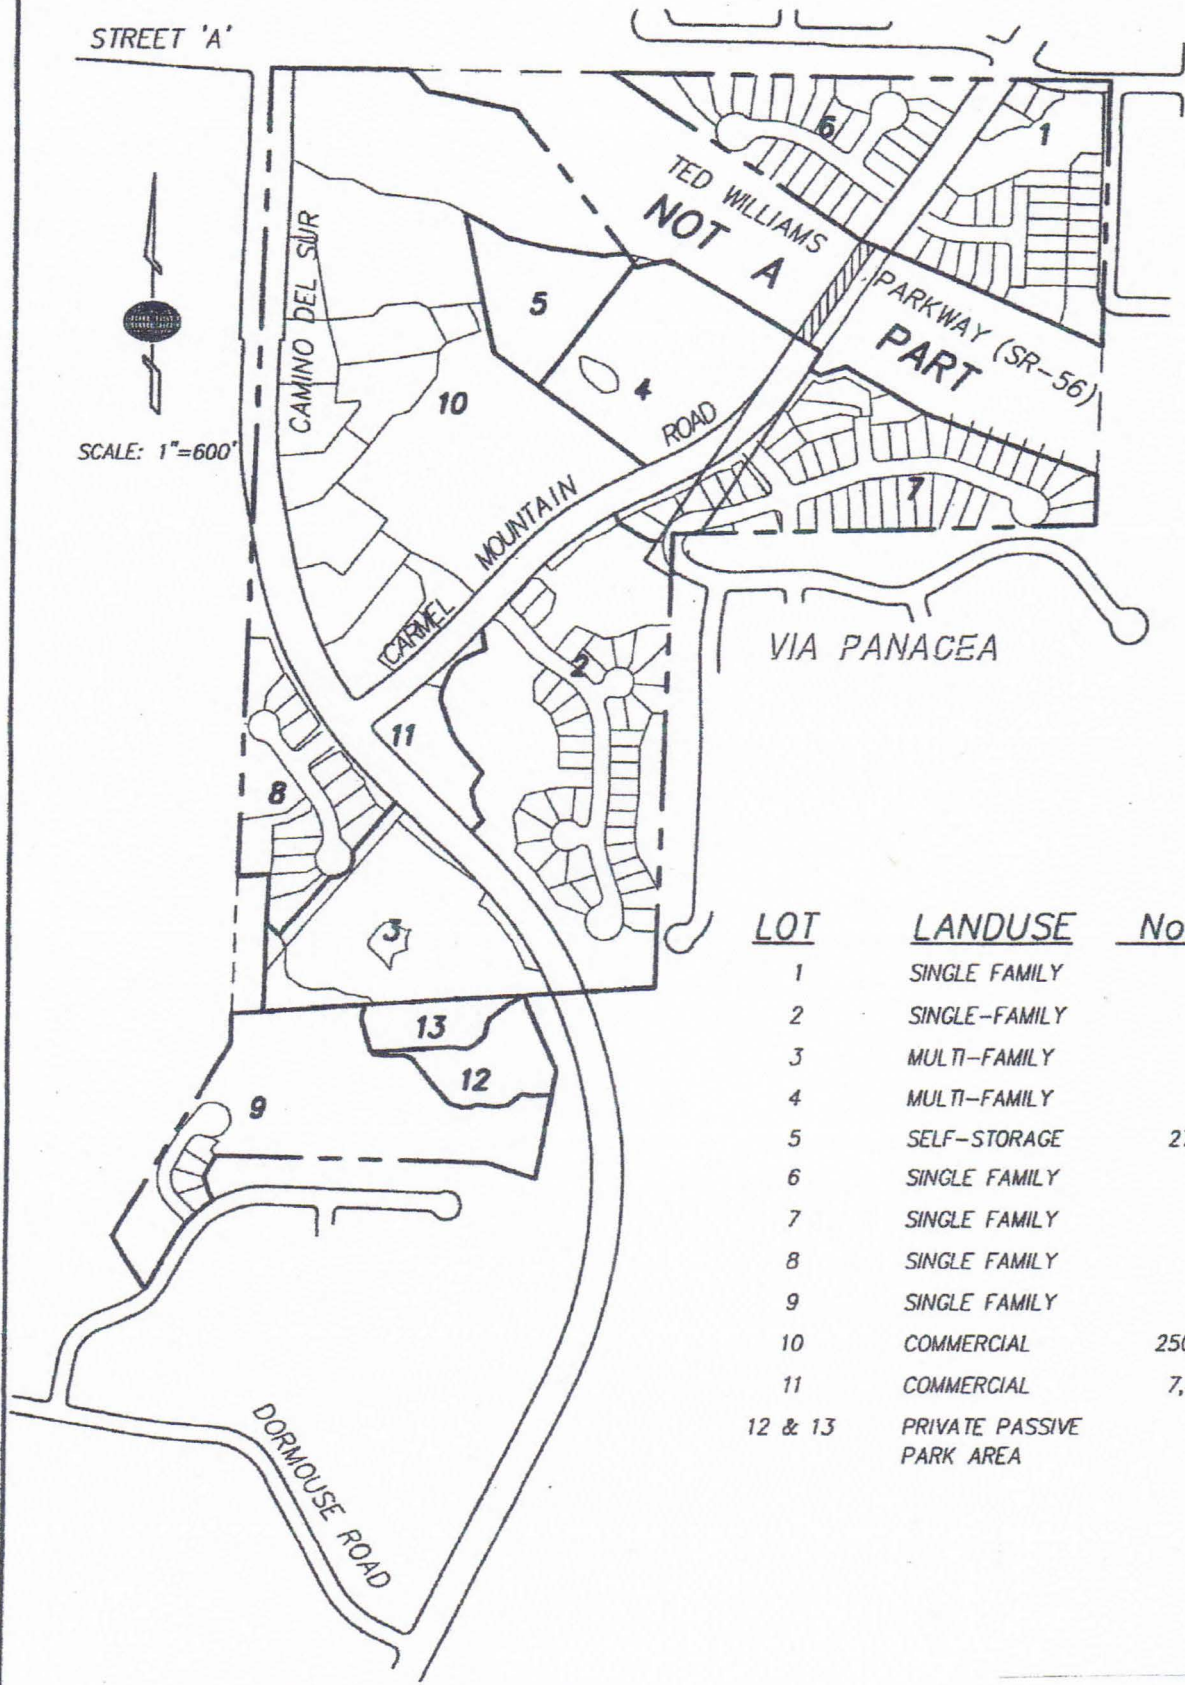 STREET 'A'
6
1
TED WILLIAMS
NOT A
PARKWAY (SR-56)
PART
CAMINO DEL SUR
5
4
10
SCALE: 1"=600'
ROAD
MOUNTAIN
CARMEL
7
VIA PANACEA
2
11
8
3
13
12
9
DORMOUSE ROAD
LOT LANDUSE No
1 SINGLE FAMILY
2 SINGLE-FAMILY
3 MULTI-FAMILY
4 MULTI-FAMILY
5 SELF-STORAGE
6 SINGLE FAMILY
7 SINGLE FAMILY
8 SINGLE FAMILY
9 SINGLE FAMILY
10 COMMERCIAL 250
11 COMMERCIAL 7,
12 & 13 PRIVATE PASSIVE
PARK AREA